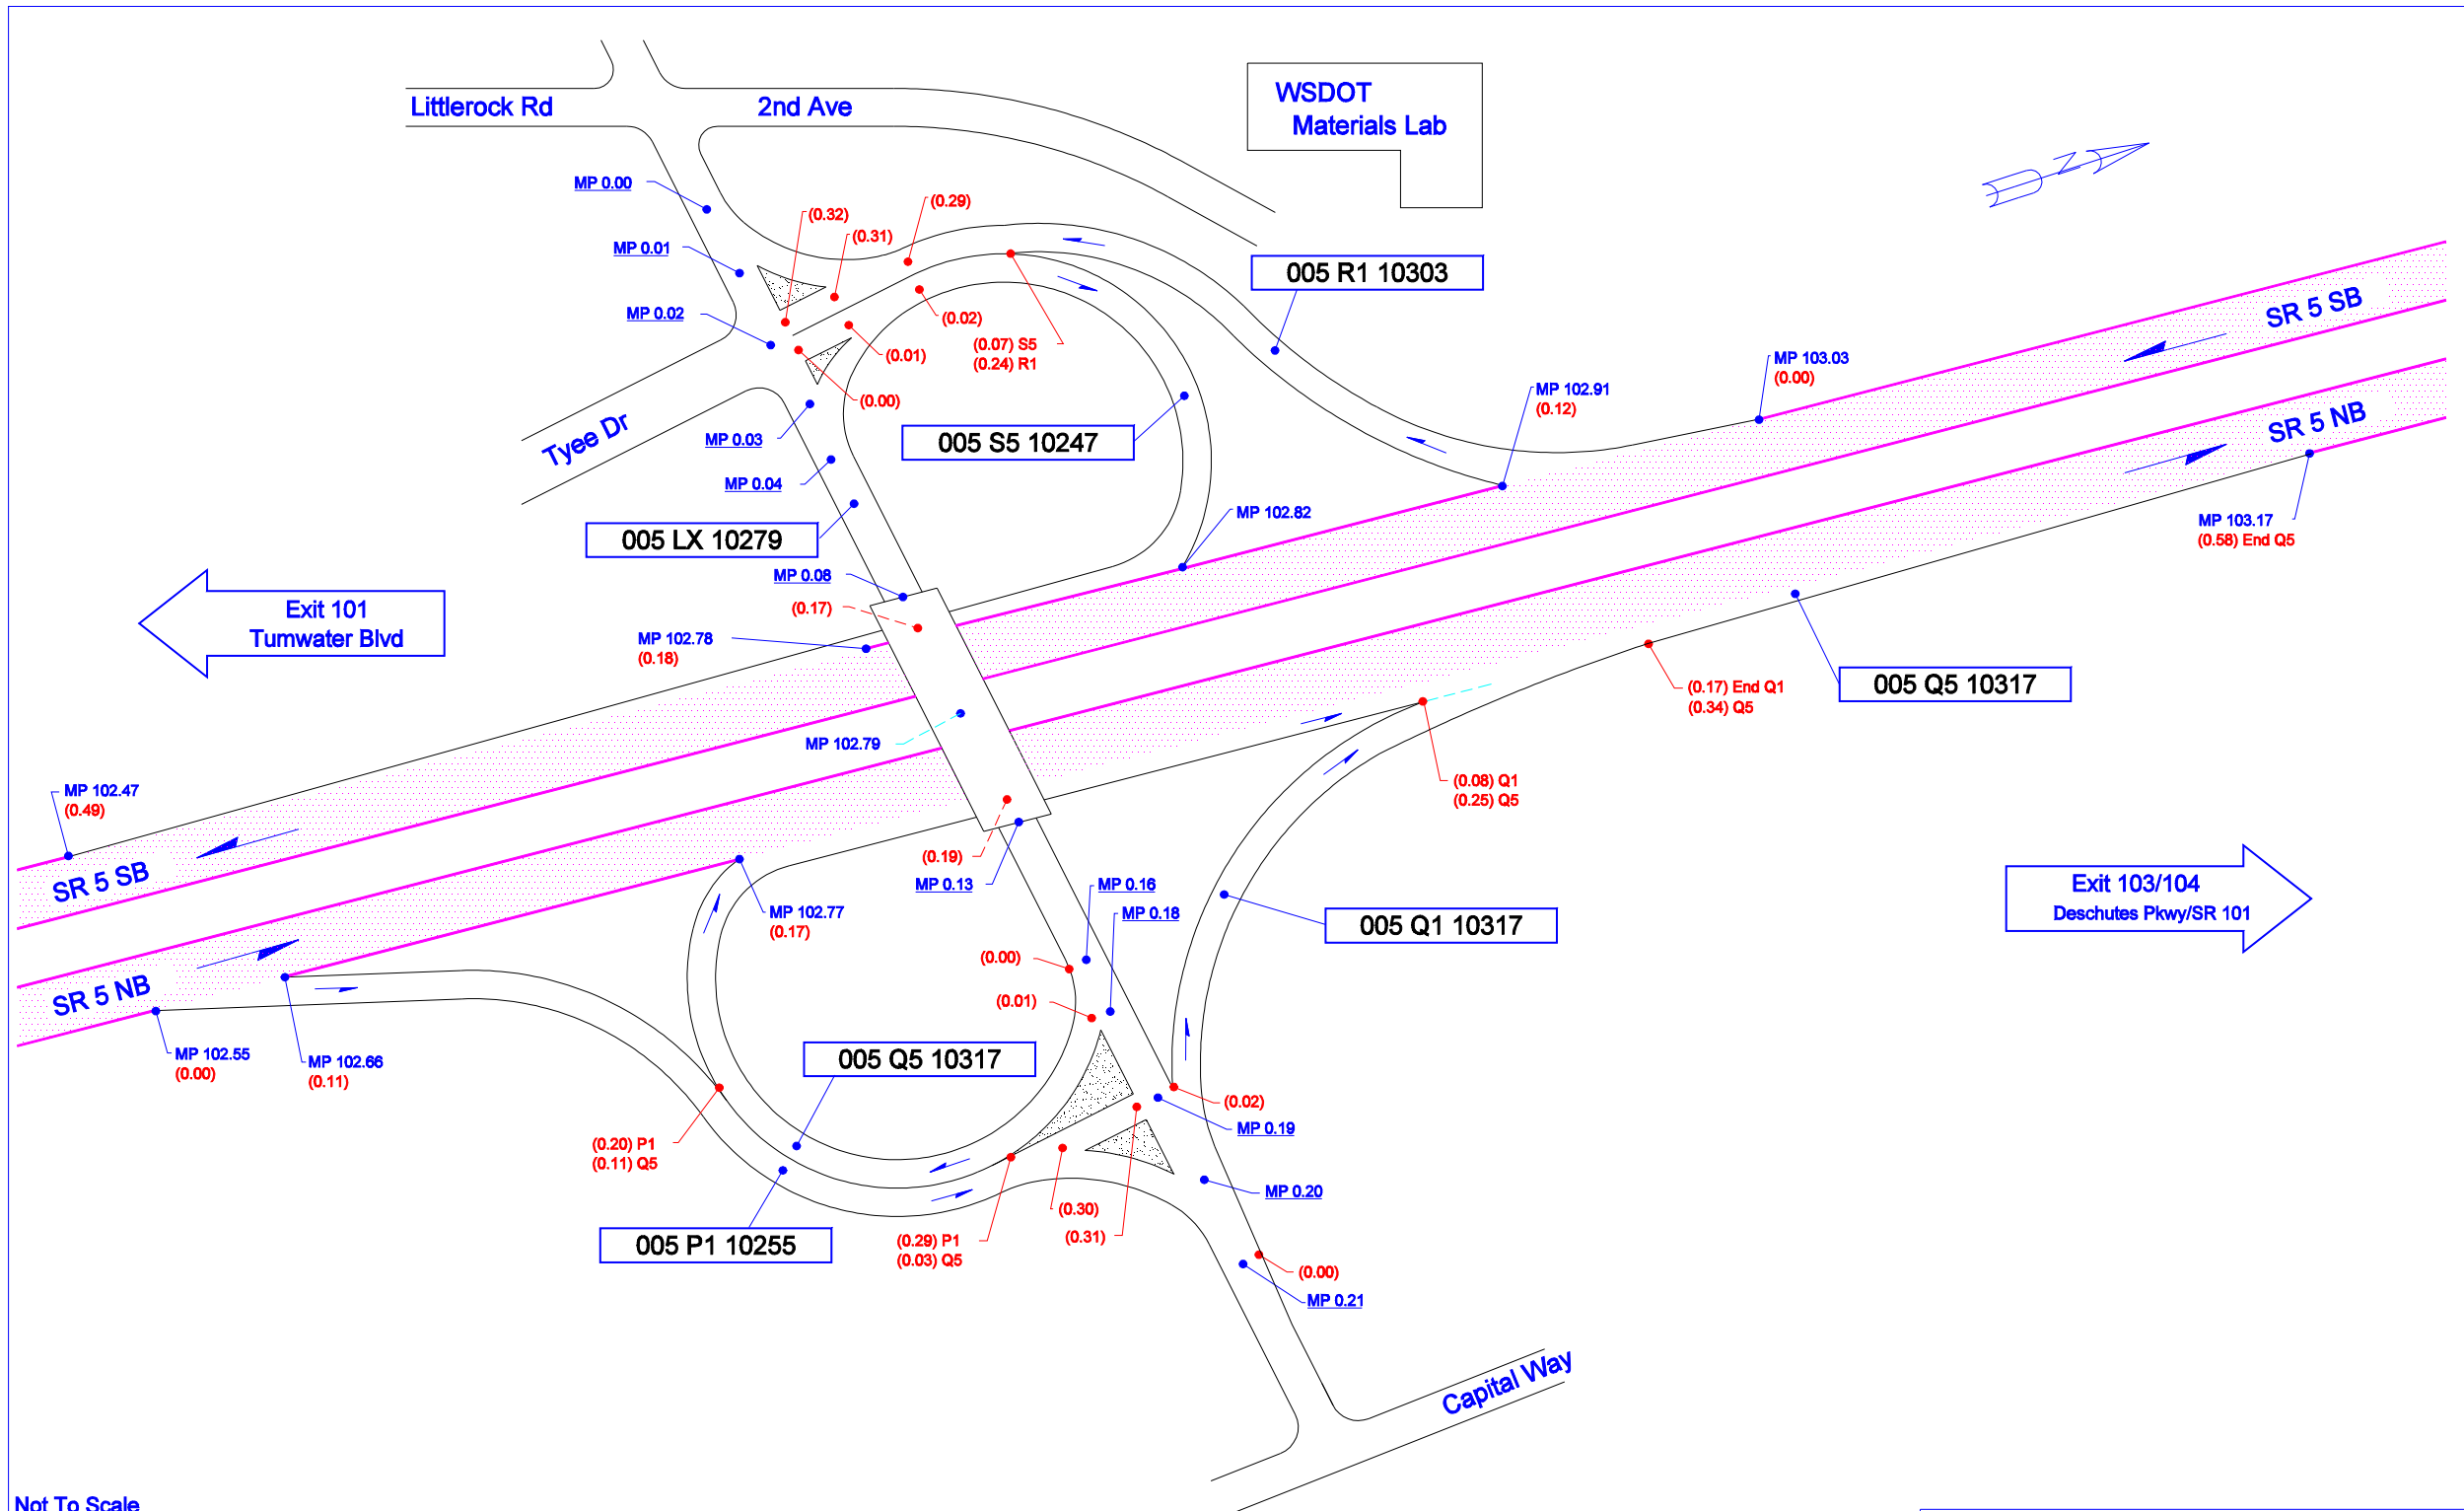 Littlerock Rd
2nd Ave
WSDOT
Materials Lab
N
MP 0.00
(0.32)
(0.29)
(0.31)
MP 0.01
005 R1 10303
SR 5 SB
MP 0.02
(0.02)
(0.01)
(0.07) S5
(0.24) R1
MP 103.03
(0.00)
(0.00)
MP 102.91
(0.12)
SR 5 NB
Tyee Dr
MP 0.03
005 S5 10247
MP 0.04
MP 102.82
MP 103.17
(0.58) End Q5
005 LX 10279
MP 0.08
Exit 101
Tumwater Blvd
(0.17)
MP 102.78
(0.18)
(0.17) End Q1
(0.34) Q5
005 Q5 10317
MP 102.79
MP 102.47
(0.49)
(0.08) Q1
(0.25) Q5
(0.19)
SR 5 SB
MP 0.13
MP 0.16
MP 0.18
Exit 103/104
Deschutes Pkwy/SR 101
MP 102.77
(0.17)
005 Q1 10317
(0.00)
SR 5 NB
(0.01)
MP 102.55
(0.00)
MP 102.66
(0.11)
005 Q5 10317
(0.02)
MP 0.19
(0.20) P1
(0.11) Q5
MP 0.20
(0.30)
(0.31)
005 P1 10255
(0.29) P1
(0.03) Q5
(0.00)
MP 0.21
Capital Way
Not To Scale